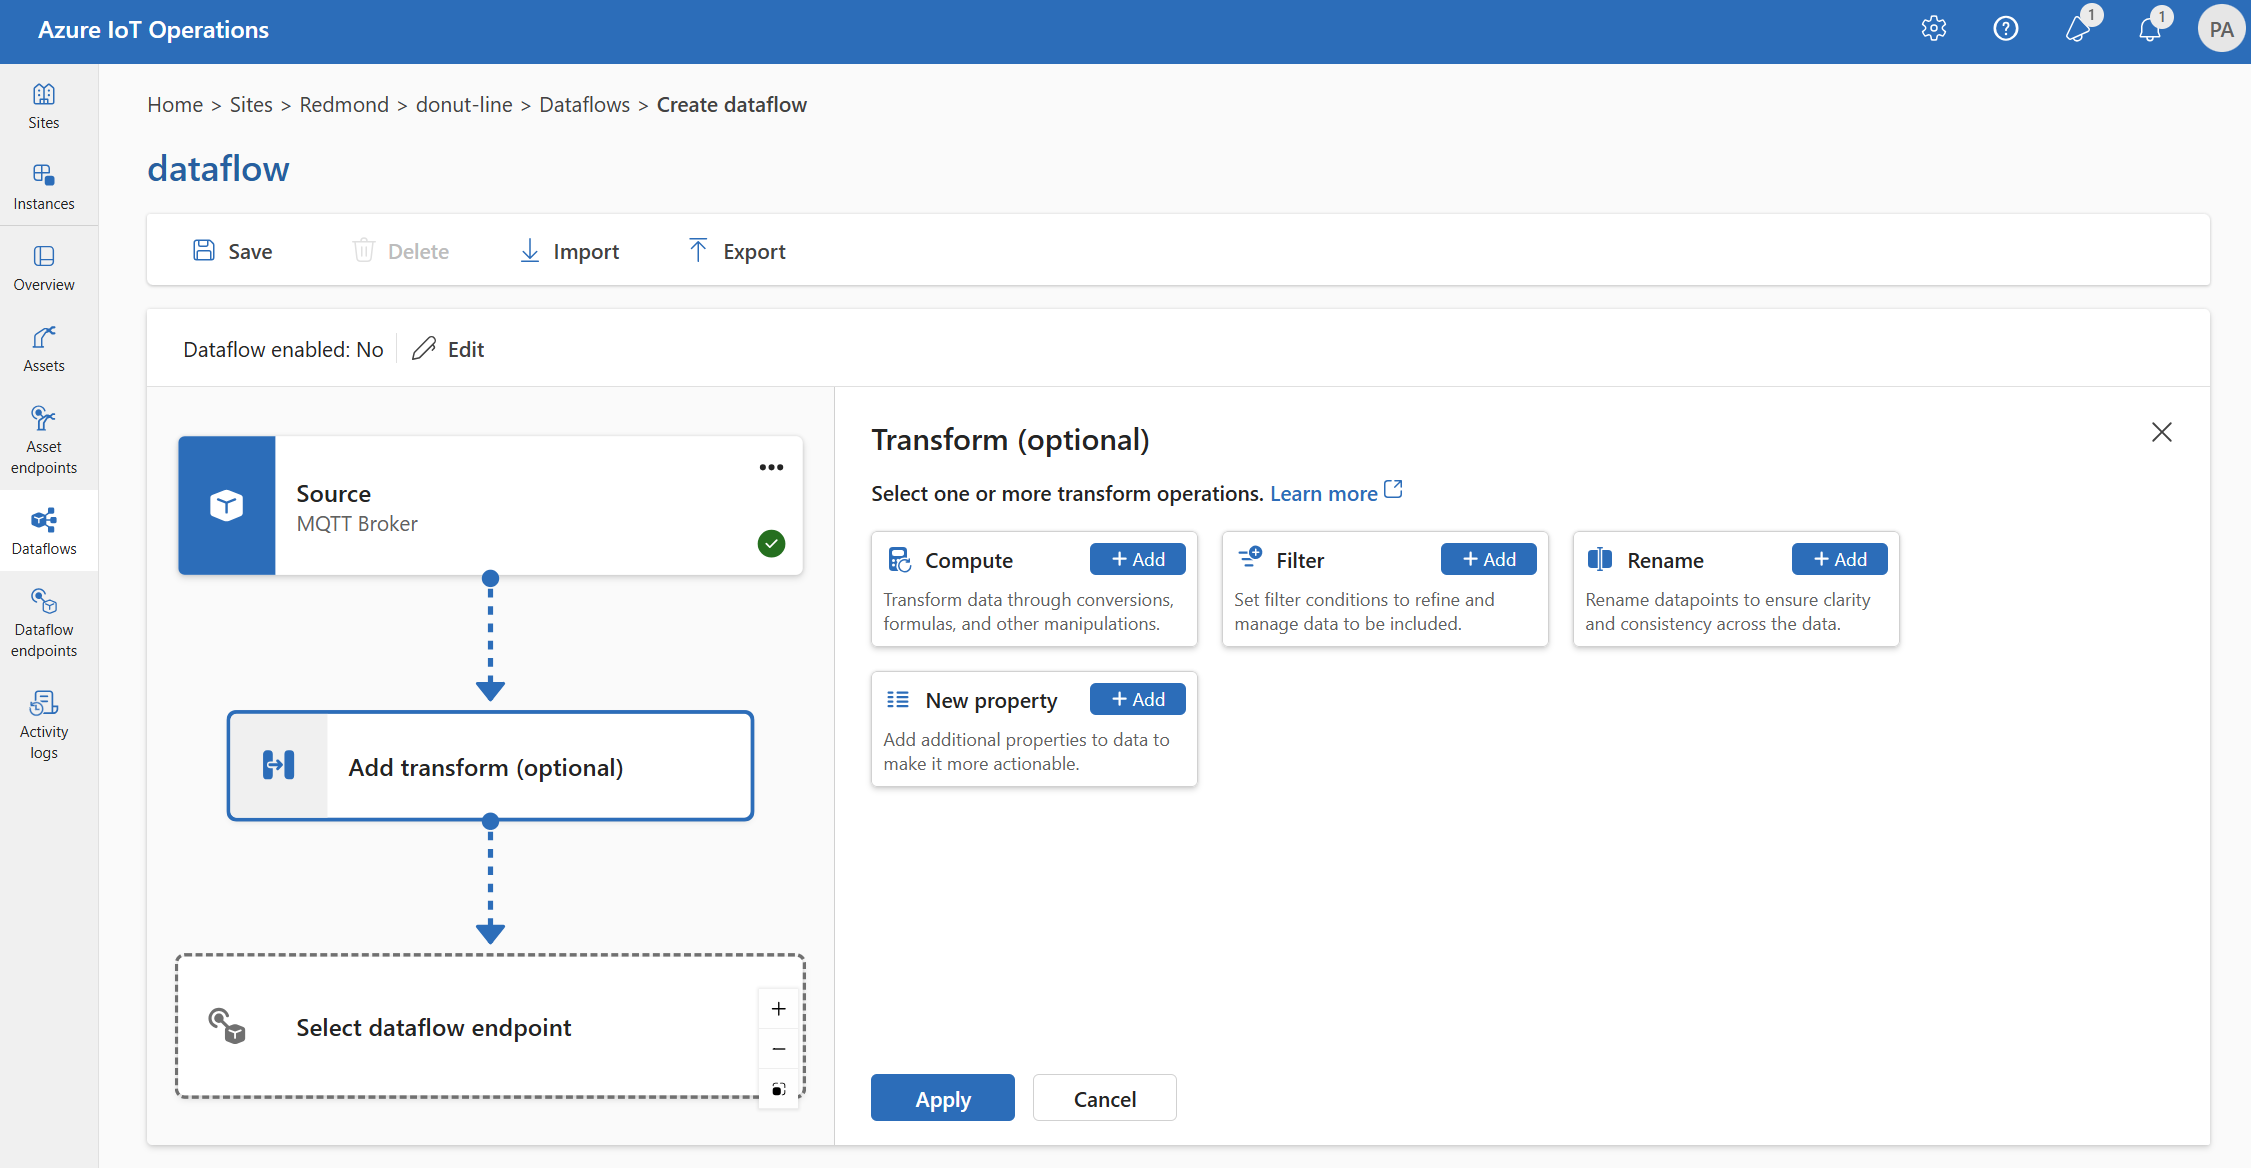 Azure IoT Operations
1
1
PA
Sites
Instances
Overview
Assets
Asset
endpoints
Dataflows
Dataflow
endpoints
Activity
logs
Home > Sites > Redmond > donut-line > Dataflows > Create dataflow
dataflow
Save
Delete
Import
Export
Dataflow enabled: No
Edit
Source
MQTT Broker
Add transform (optional)
Select dataflow endpoint
Transform (optional)
Select one or more transform operations. Learn more
Compute
+ Add
Transform data through conversions,
formulas, and other manipulations.
Filter
+ Add
Set filter conditions to refine and
manage data to be included.
Rename
+ Add
Rename datapoints to ensure clarity
and consistency across the data.
New property
+ Add
Add additional properties to data to
make it more actionable.
Apply
Cancel